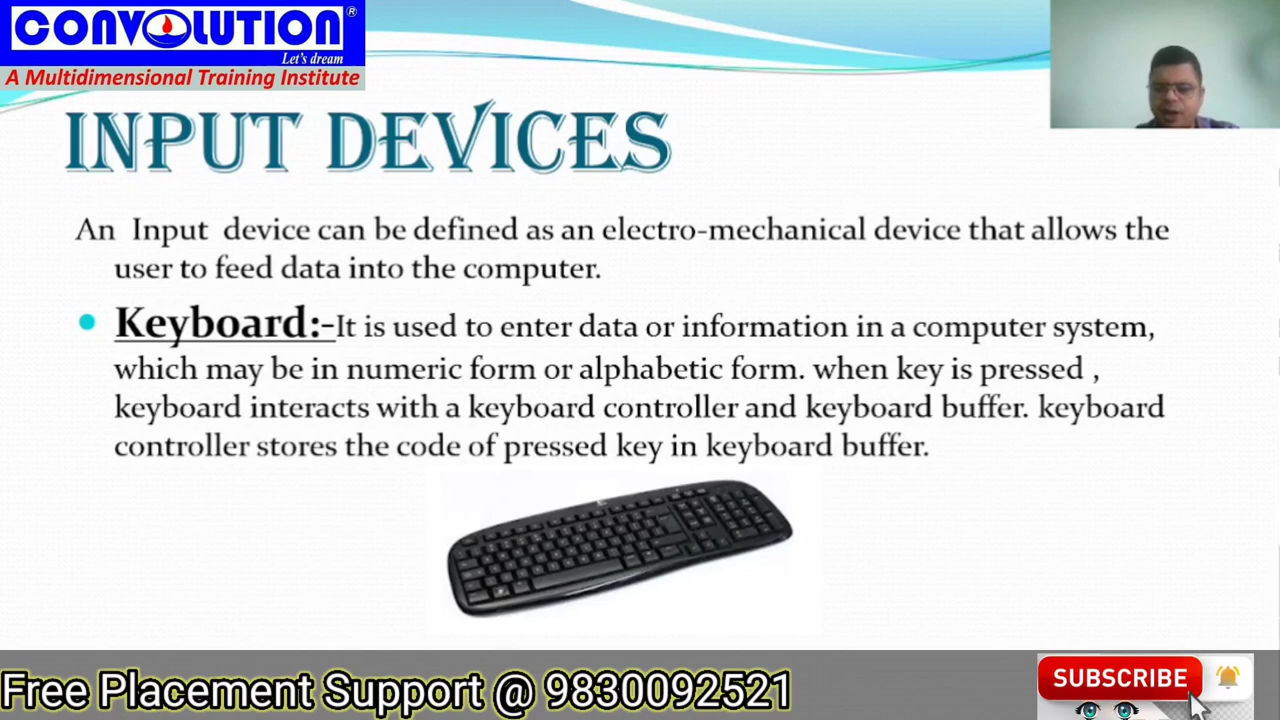 CONVOLUTION®
Let's dream
A Multidimensional Training Institute
INPUT DEVICES
An Input device can be defined as an electro-mechanical device that allows the
user to feed data into the computer.
• Keyboard:-It is used to enter data or information in a computer system,
which may be in numeric form or alphabetic form. when key is pressed ,
keyboard interacts with a keyboard controller and keyboard buffer. keyboard
controller stores the code of pressed key in keyboard buffer.
Free Placement Support @ 9830092521
SUBSCRIBE